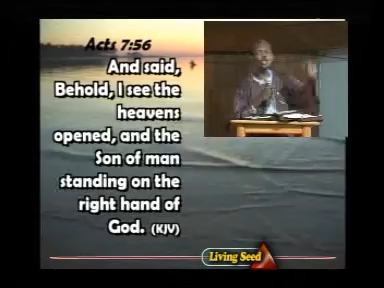 Acts 7:56
And said,
Behold, I see the
heavens
opened, and the
Son of man
standing on the
right hand of
God. (KJV)
Living Seed